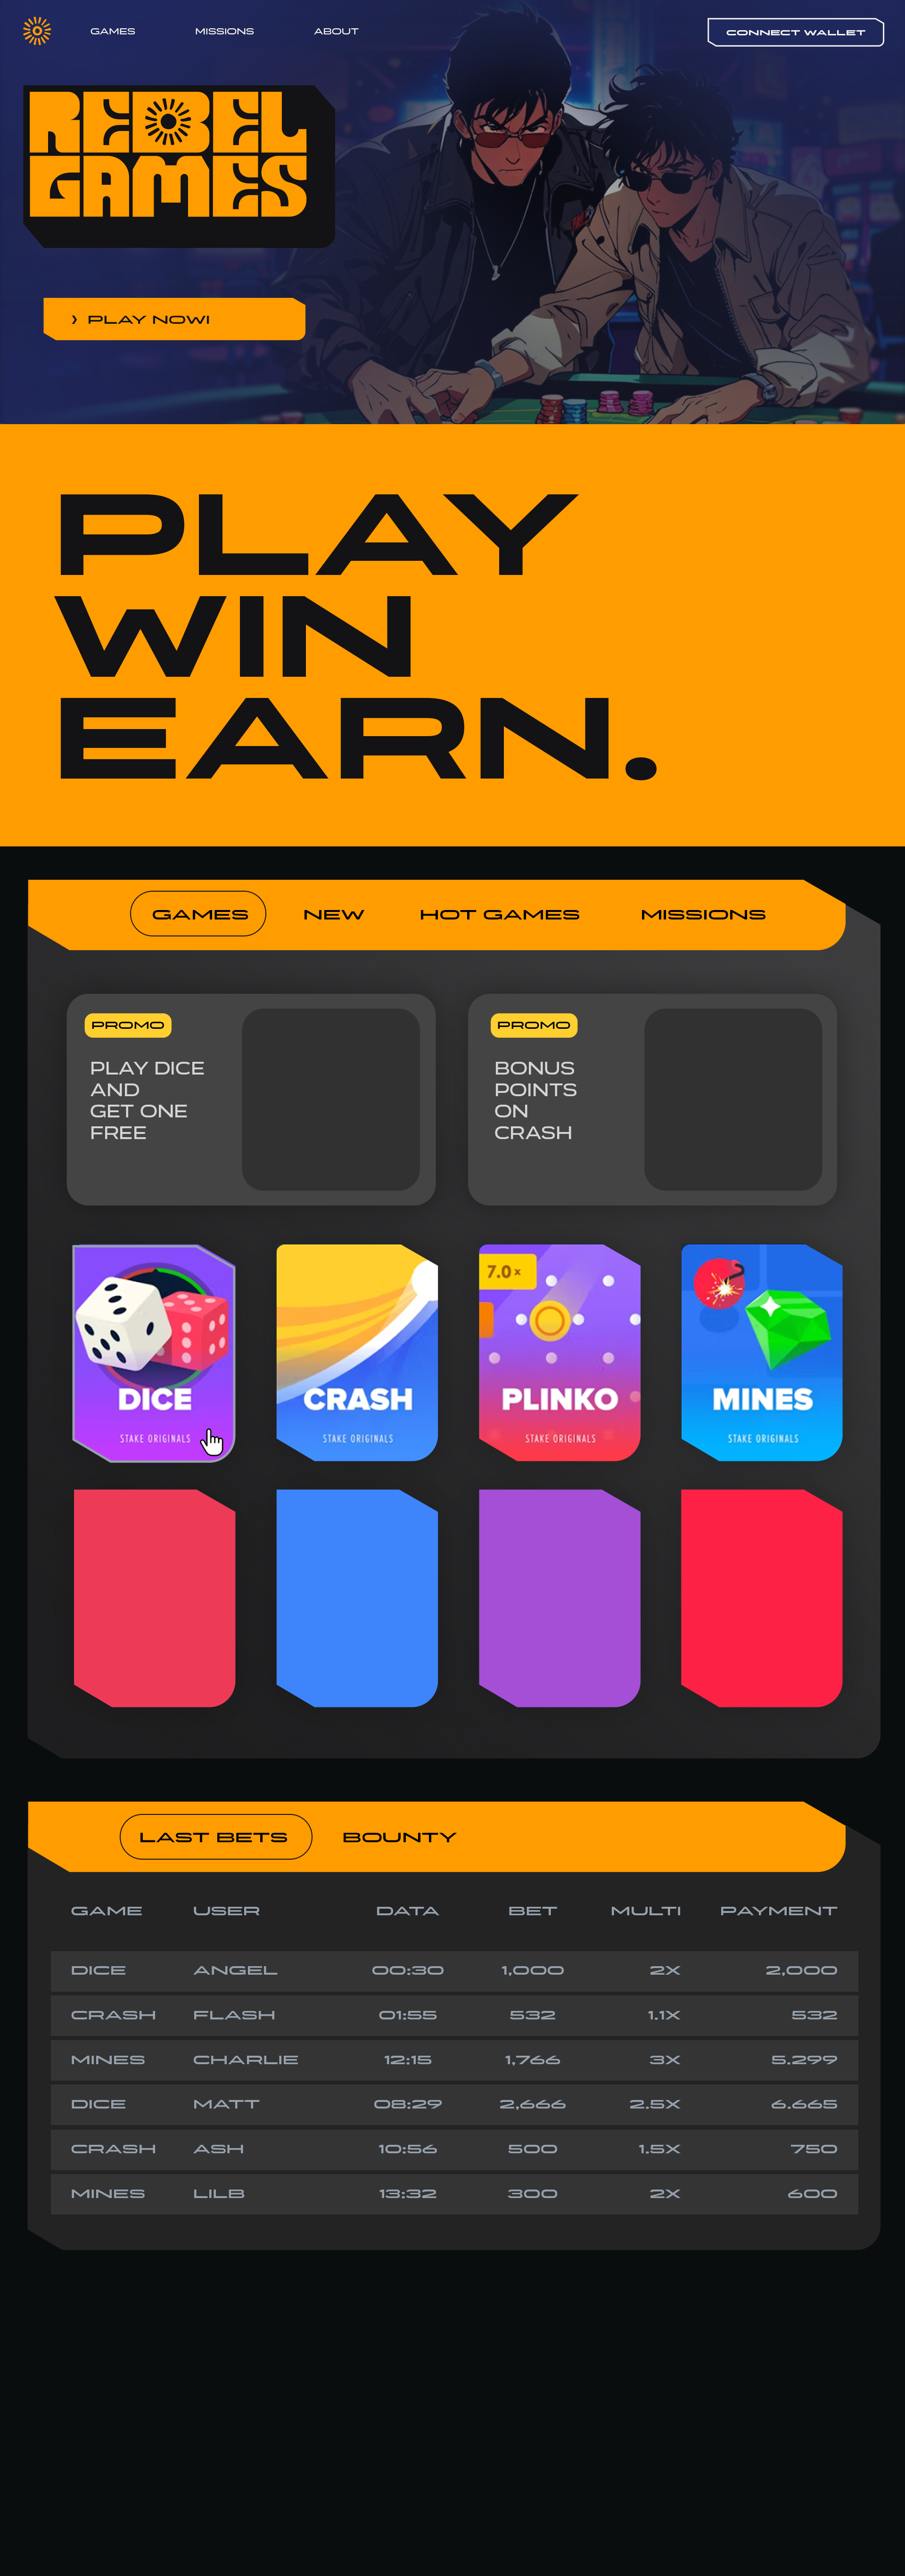 GAMES MISSIONS ABOUT CONNECT WALLET
REBEL
GAMES
› PLAY NOW!
PLAY
WIN
EARN.
GAMES NEW HOT GAMES MISSIONS
PROMO
PLAY DICE
AND
GET ONE
FREE
PROMO
BONUS
POINTS
ON
CRASH
DICE
STAKE ORIGINALS
CRASH
STAKE ORIGINALS
7.0x
PLINKO
STAKE ORIGINALS
MINES
STAKE ORIGINALS
LAST BETS BOUNTY
GAME USER DATA BET MULTI PAYMENT
DICE ANGEL 00:30 1,000 2X 2,000
CRASH FLASH 01:55 532 1.1X 532
MINES CHARLIE 12:15 1,766 3X 5.299
DICE MATT 08:29 2,666 2.5X 6.665
CRASH ASH 10:56 500 1.5X 750
MINES LILB 13:32 300 2X 600